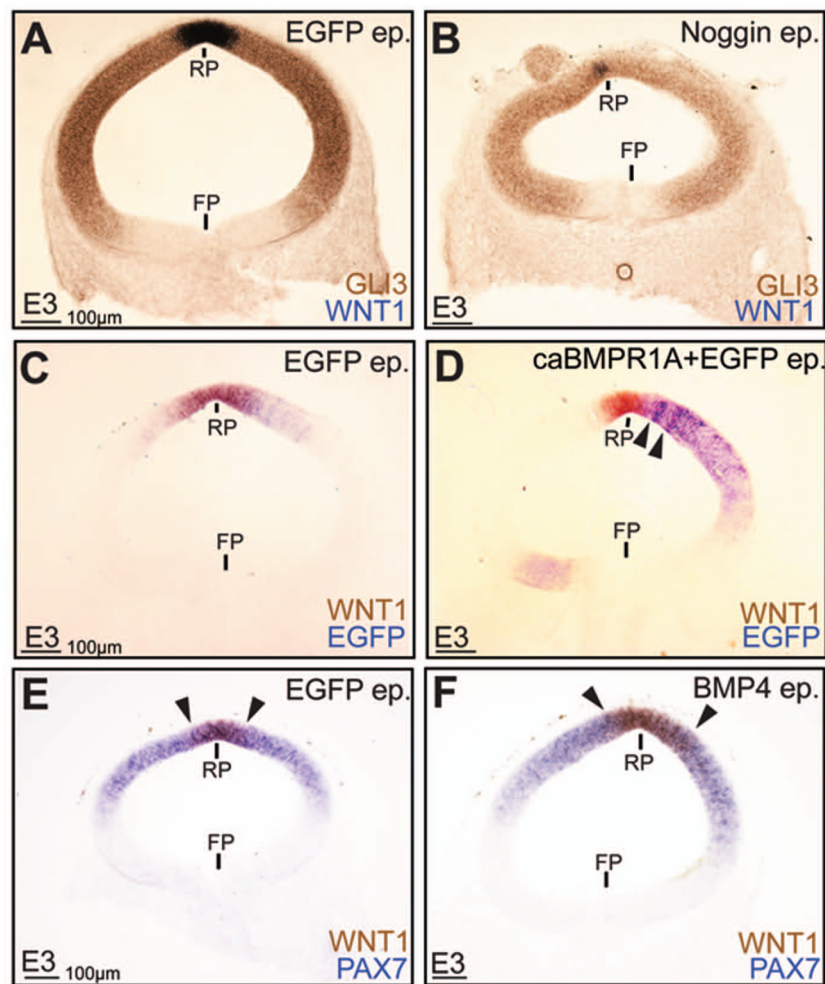 A EGFP ep.
RP
FP
GLI3
E3 WNT1
100µm
B Noggin ep.
RP
FP
GLI3
E3 WNT1
C EGFP ep.
RP
FP
WNT1
E3 EGFP
100µm
D caBMPR1A+EGFP ep.
RP
FP
WNT1
E3 EGFP
E EGFP ep.
RP
FP
WNT1
E3 PAX7
100µm
F BMP4 ep.
RP
FP
WNT1
E3 PAX7